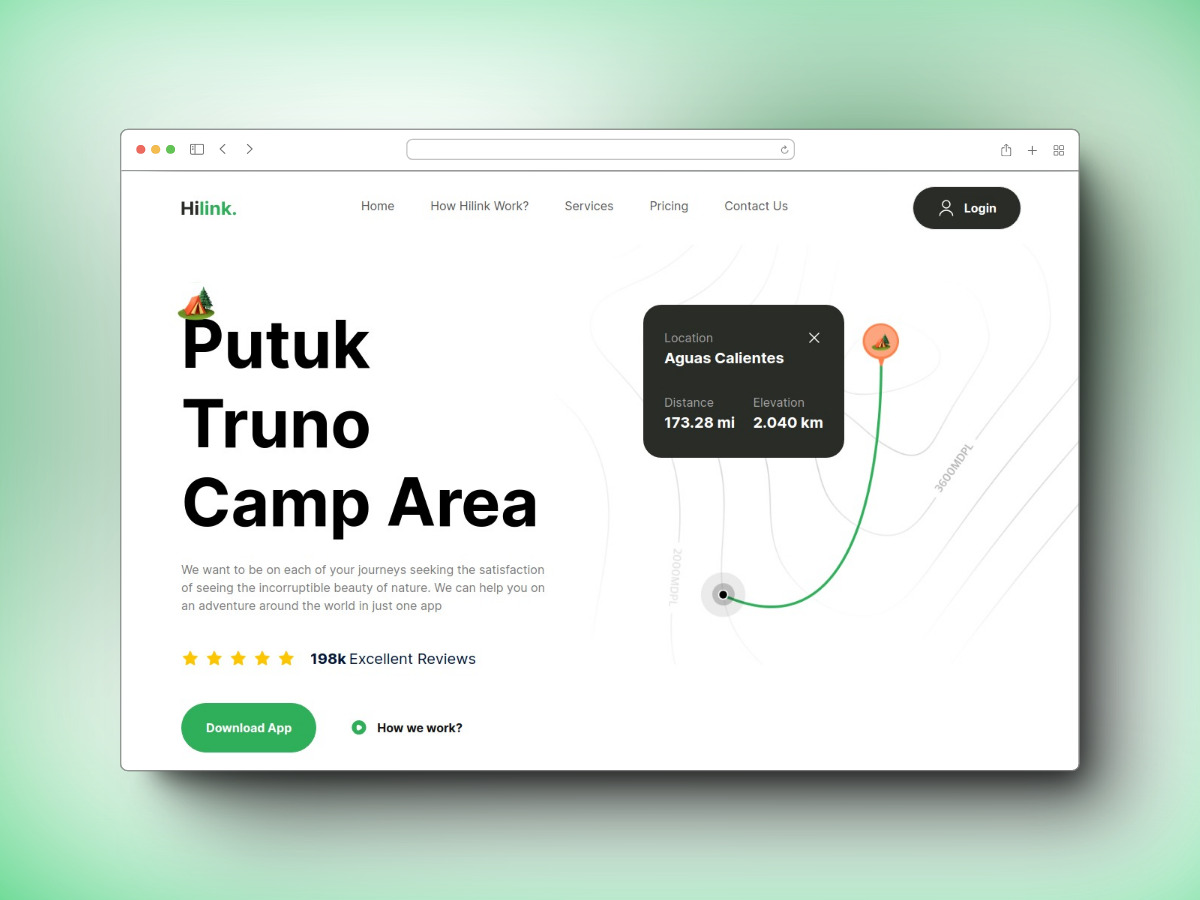 Hilink.
Home
How Hilink Work?
Services
Pricing
Contact Us
Login
Putuk
Truno
Camp Area
We want to be on each of your journeys seeking the satisfaction
of seeing the incorruptible beauty of nature. We can help you on
an adventure around the world in just one app
198k Excellent Reviews
Download App
How we work?
Location
Aguas Calientes
Distance
Elevation
173.28 mi
2.040 km
3600MDPL
2000MDPL